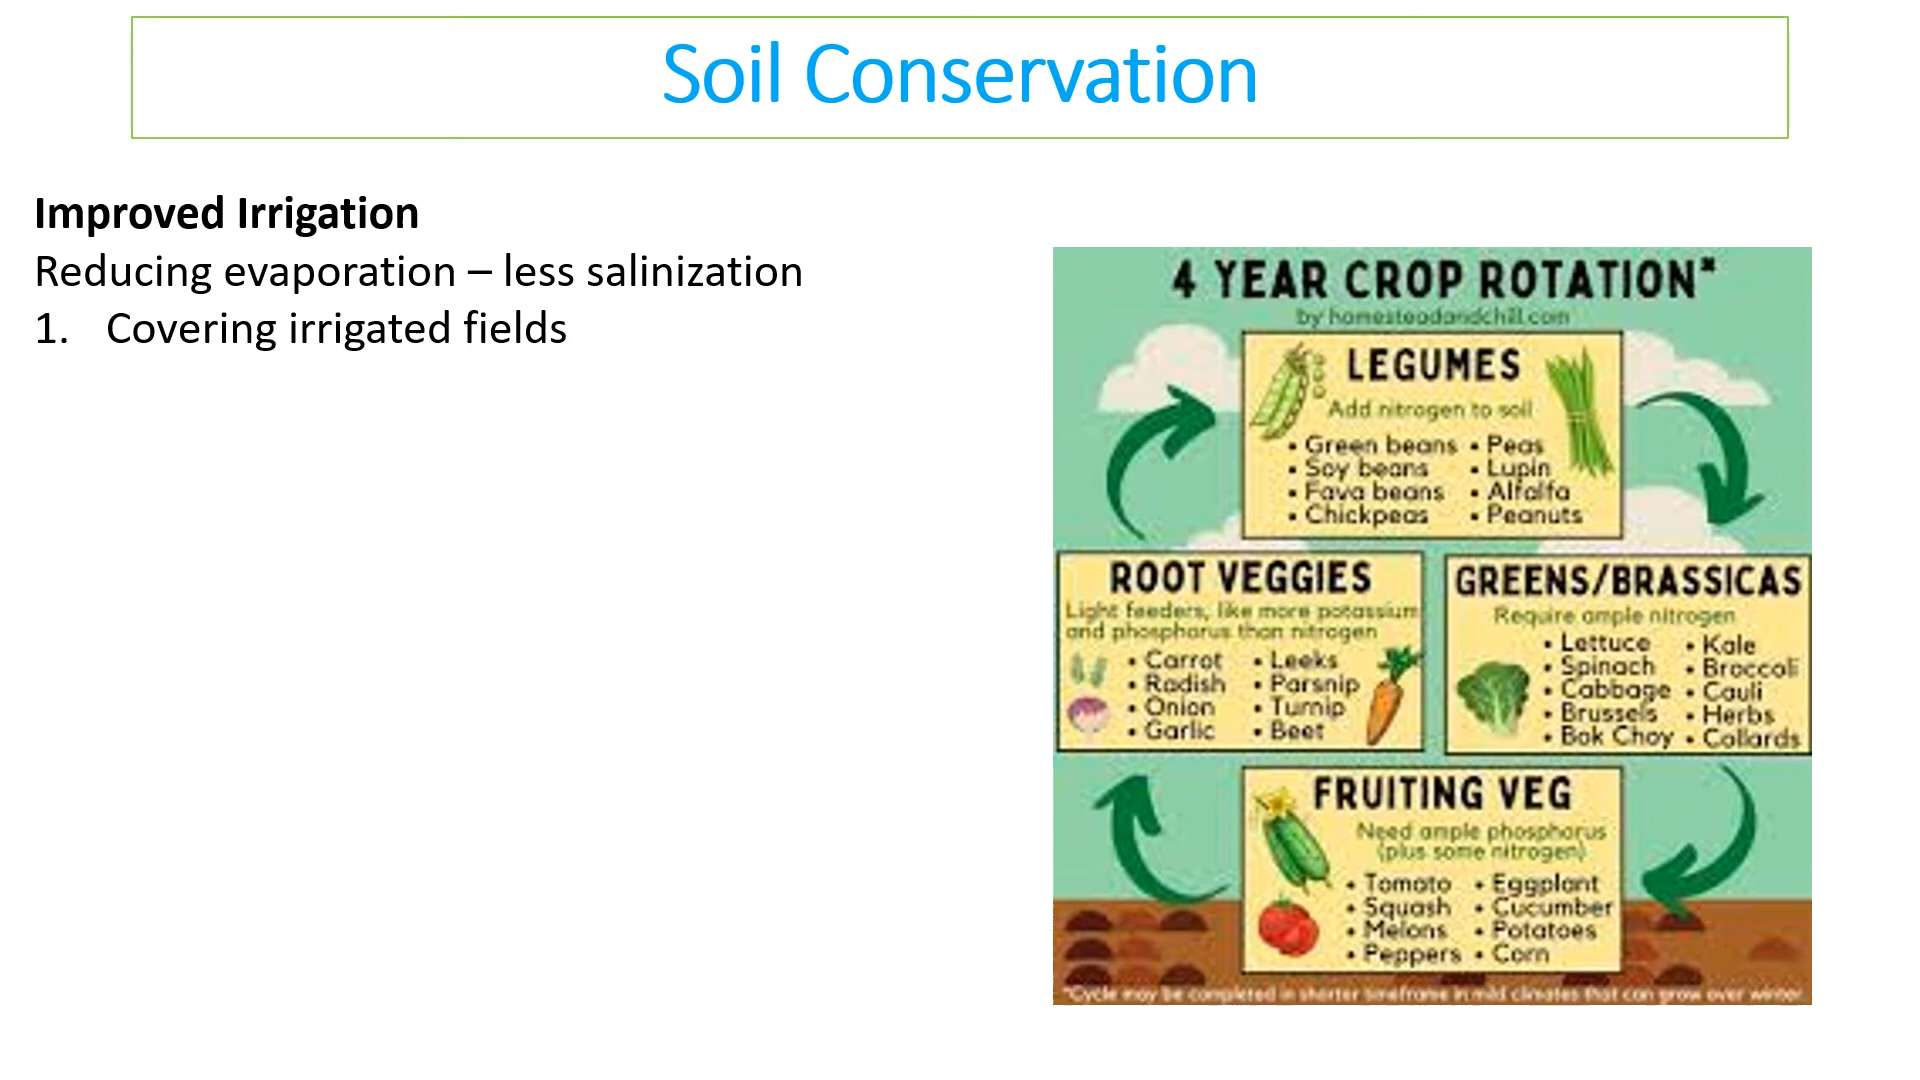 Soil Conservation
Improved Irrigation
Reducing evaporation – less salinization
1. Covering irrigated fields
4 YEAR CROP ROTATION*
by homesteadandchill.com
LEGUMES
Add nitrogen to soil
• Green beans • Peas
• Soy beans • Lupin
• Fava beans • Alfalfa
• Chickpeas • Peanuts
ROOT VEGGIES
Light feeders, like more potassium
and phosphorus than nitrogen
• Carrot • Leeks
• Radish • Parsnip
• Onion • Turnip
• Garlic • Beet
GREENS/BRASSICAS
Require ample nitrogen
• Lettuce • Kale
• Spinach • Broccoli
• Cabbage • Cauli
• Brussels • Herbs
• Bok Choy • Collards
FRUITING VEG
Need ample phosphorus
(plus some nitrogen)
• Tomato • Eggplant
• Squash • Cucumber
• Melons • Potatoes
• Peppers • Corn
*Cycle may be completed in shorter timeframe in mild climates that can grow over winter